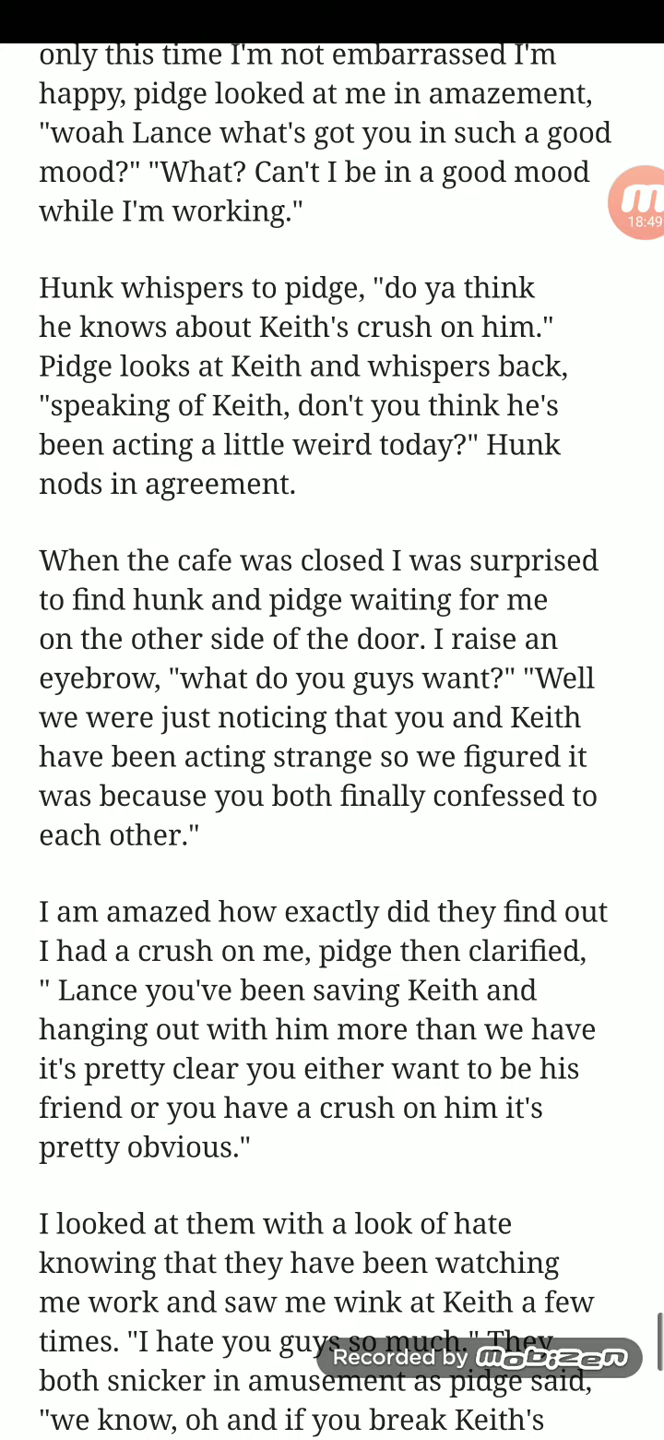 only this time I'm not embarrassed I'm
happy, pidge looked at me in amazement,
"woah Lance what's got you in such a good
mood?" "What? Can't I be in a good mood
while I'm working."
18:49
Hunk whispers to pidge, "do ya think
he knows about Keith's crush on him."
Pidge looks at Keith and whispers back,
"speaking of Keith, don't you think he's
been acting a little weird today?" Hunk
nods in agreement.
When the cafe was closed I was surprised
to find hunk and pidge waiting for me
on the other side of the door. I raise an
eyebrow, "what do you guys want?" "Well
we were just noticing that you and Keith
have been acting strange so we figured it
was because you both finally confessed to
each other."
I am amazed how exactly did they find out
I had a crush on me, pidge then clarified,
" Lance you've been saving Keith and
hanging out with him more than we have
it's pretty clear you either want to be his
friend or you have a crush on him it's
pretty obvious."
I looked at them with a look of hate
knowing that they have been watching
me work and saw me wink at Keith a few
times. "I hate you guys so much." They
Recorded by mobizen
both snicker in amusement as pidge said,
"we know, oh and if you break Keith's